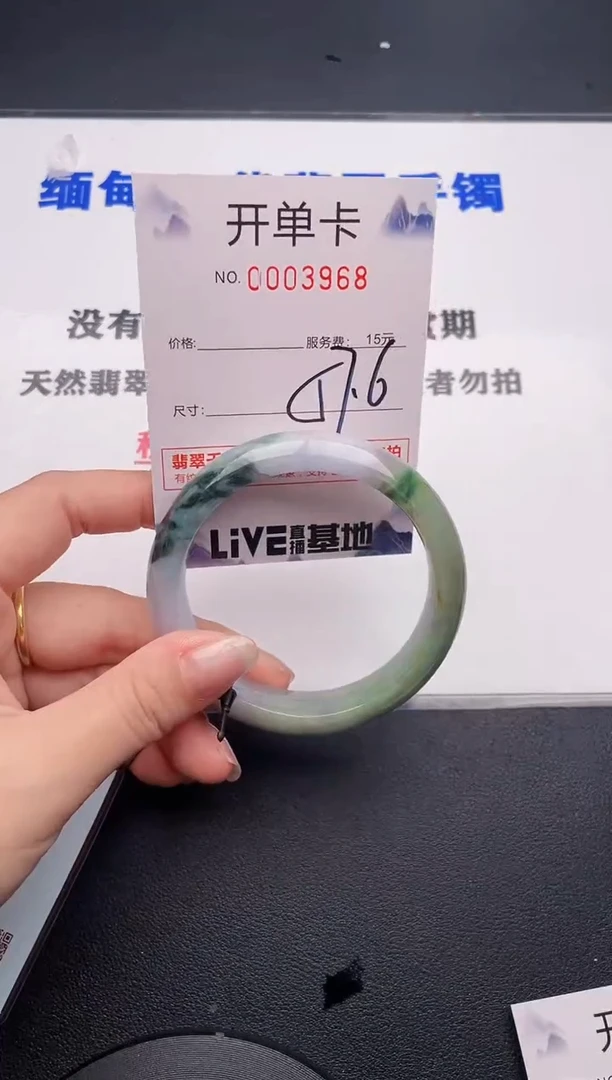 缅甸 手镯
开单卡
NO. 0003968
没有 期
价格: 服务费: 15元
天然翡翠 者勿拍
尺寸: 57.6
翡翠天 拍
LiVE直播基地
开